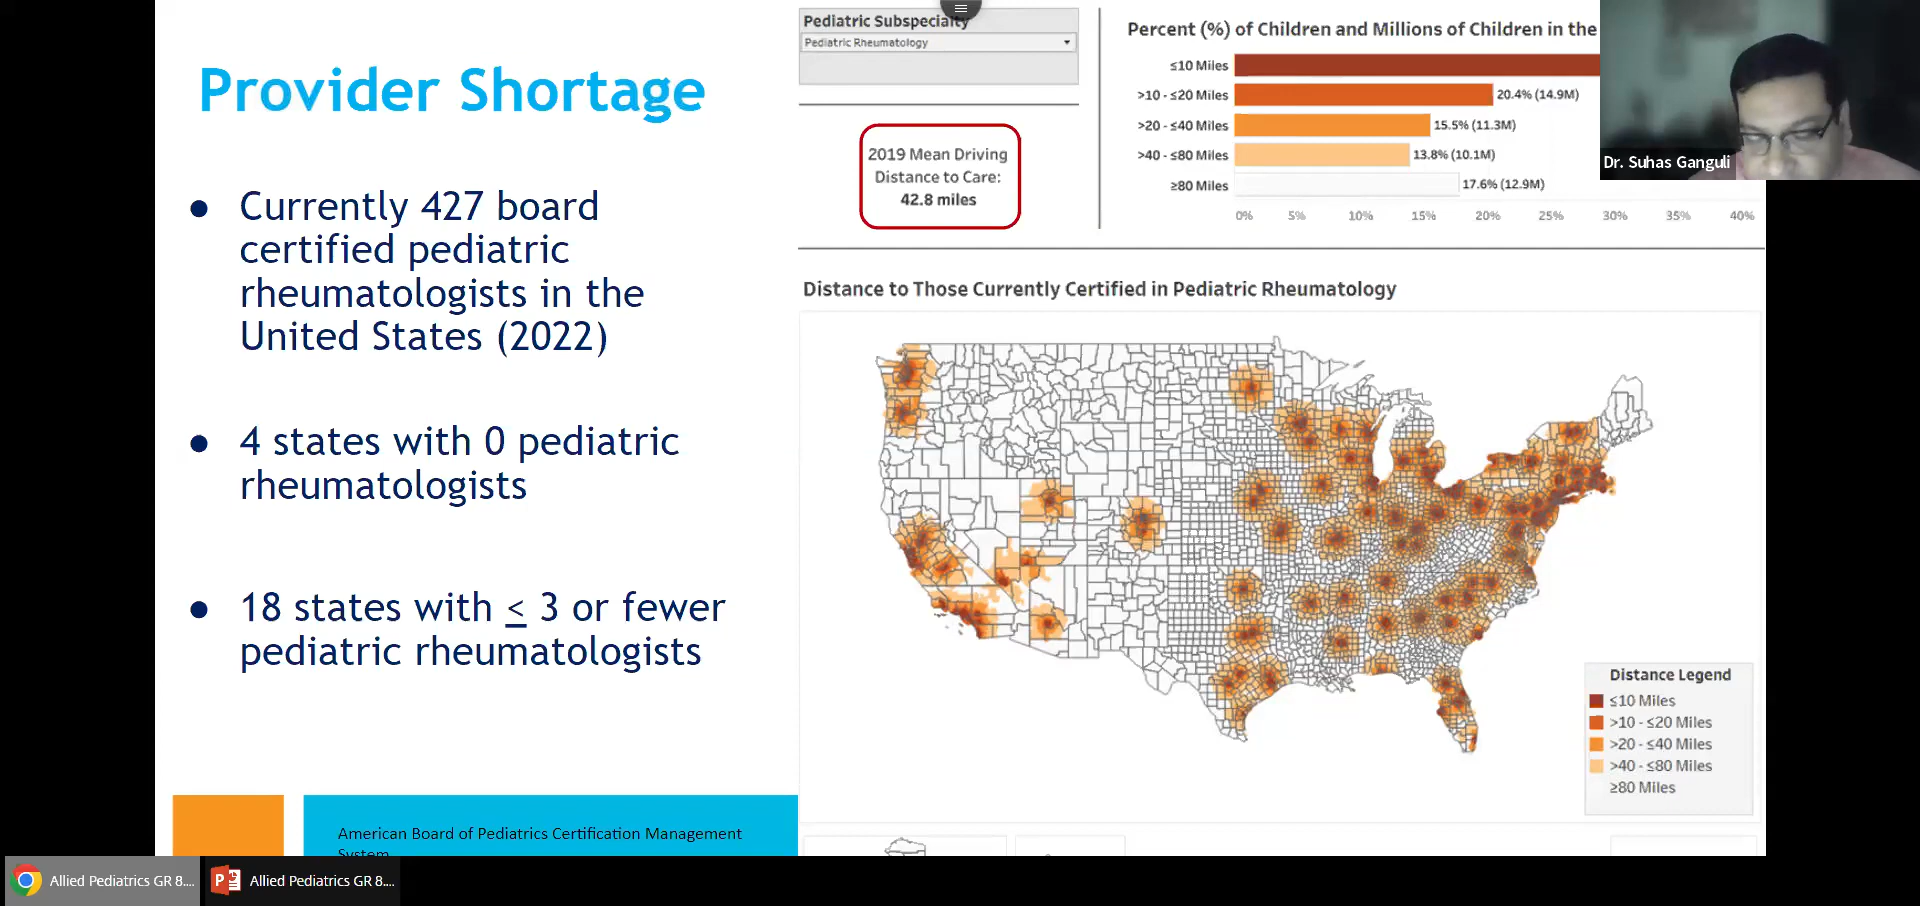 Provider Shortage
● Currently 427 board
certified pediatric
rheumatologists in the
United States (2022)
● 4 states with 0 pediatric
rheumatologists
● 18 states with < 3 or fewer
pediatric rheumatologists
American Board of Pediatrics Certification Management
System
Pediatric Subspecialty
Pediatric Rheumatology
2019 Mean Driving
Distance to Care:
42.8 miles
Percent (%) of Children and Millions of Children in the
≤10 Miles
>10 - ≤20 Miles 20.4% (14.9M)
>20 - ≤40 Miles 15.5% (11.3M)
>40 - ≤80 Miles 13.8% (10.1M)
≥80 Miles 17.6% (12.9M)
0% 5% 10% 15% 20% 25% 30% 35% 40%
Dr. Suhas Ganguli
Distance to Those Currently Certified in Pediatric Rheumatology
Distance Legend
≤10 Miles
>10 - ≤20 Miles
>20 - ≤40 Miles
>40 - ≤80 Miles
≥80 Miles
Allied Pediatrics GR 8....
Allied Pediatrics GR 8....